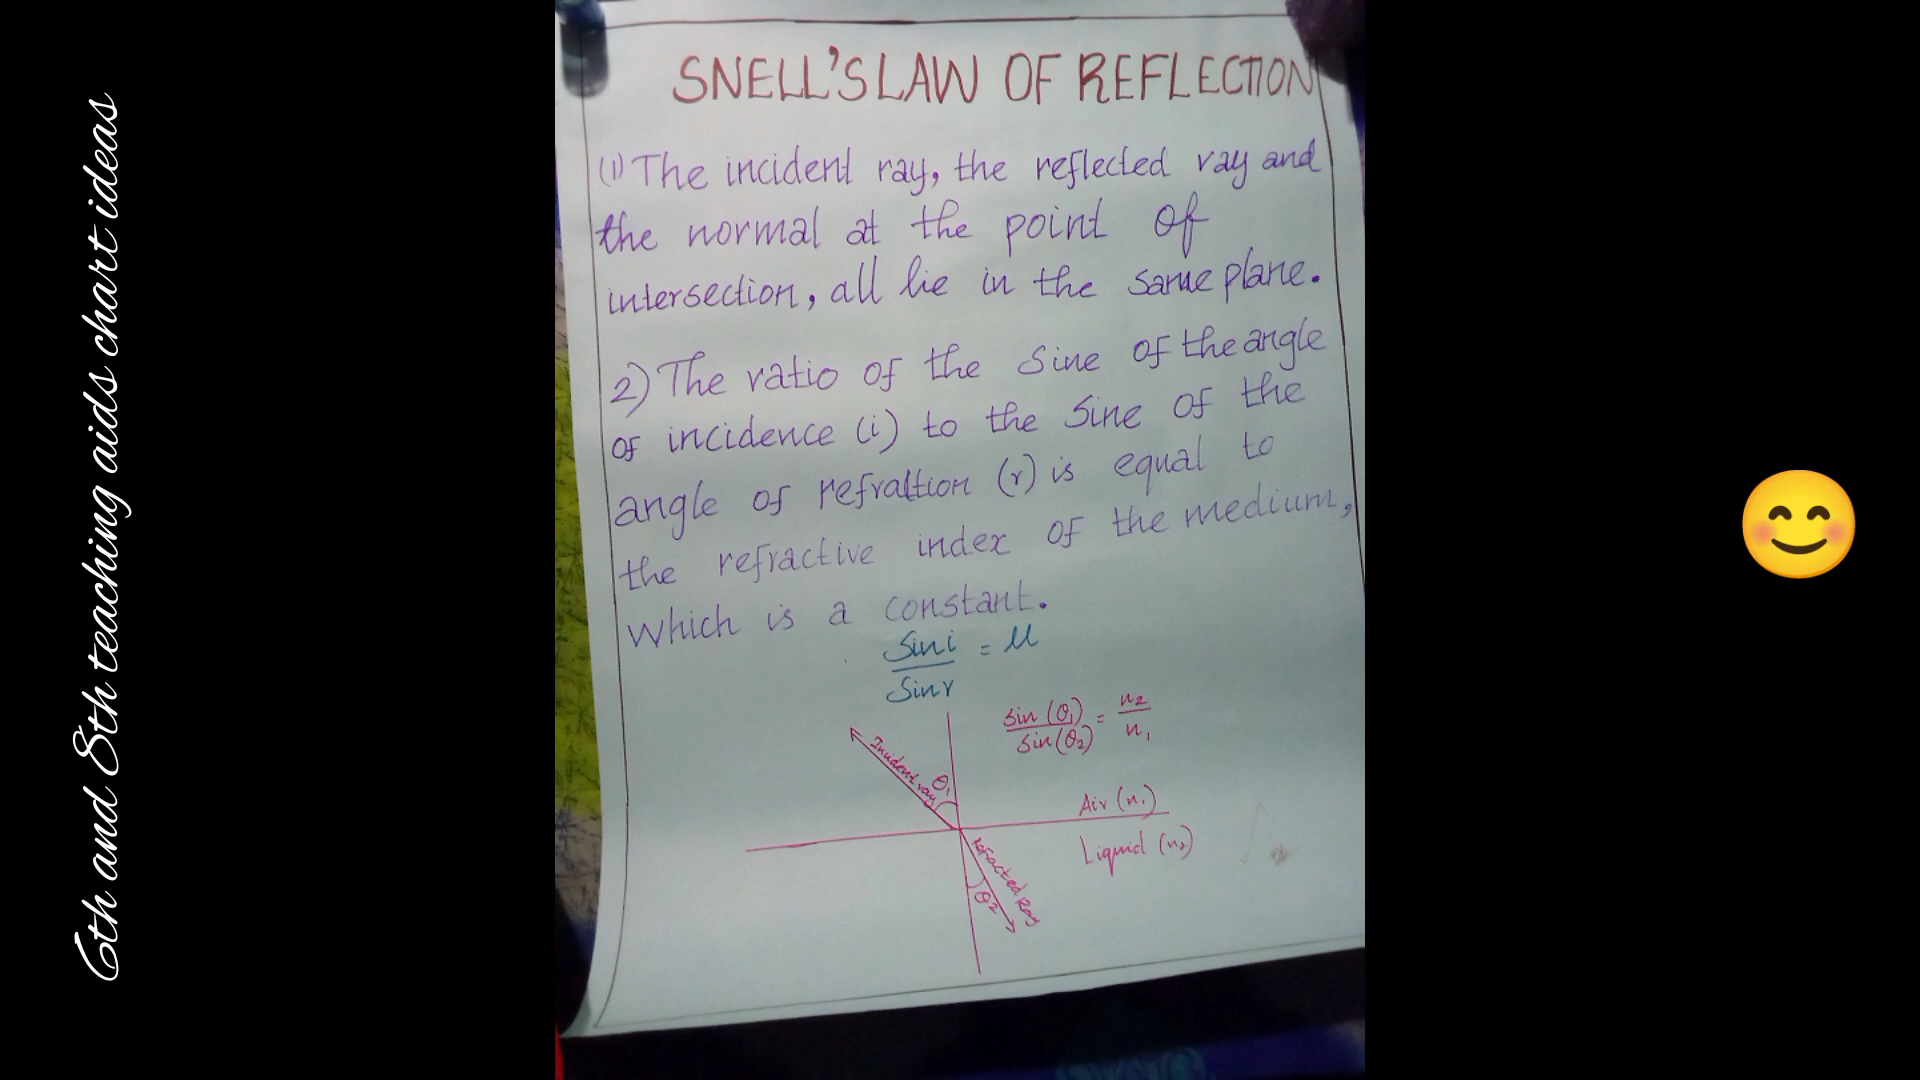 6th and 8th teaching aids chart ideas
SNELL'S LAW OF REFLECTION
(1) The incident ray, the reflected ray and
the normal at the point of
intersection, all lie in the same plane.
2) The ratio of the sine of the angle
of incidence (i) to the sine of the
angle of refraltion (r) is equal to
the refractive index of the medium,
which is a constant.
Sin i / Sin r = μ
sin (θ1) / sin (θ2) = n2 / n1
Incident ray
θ1
Air (n1)
Liquid (n2)
refracted Ray
θ2